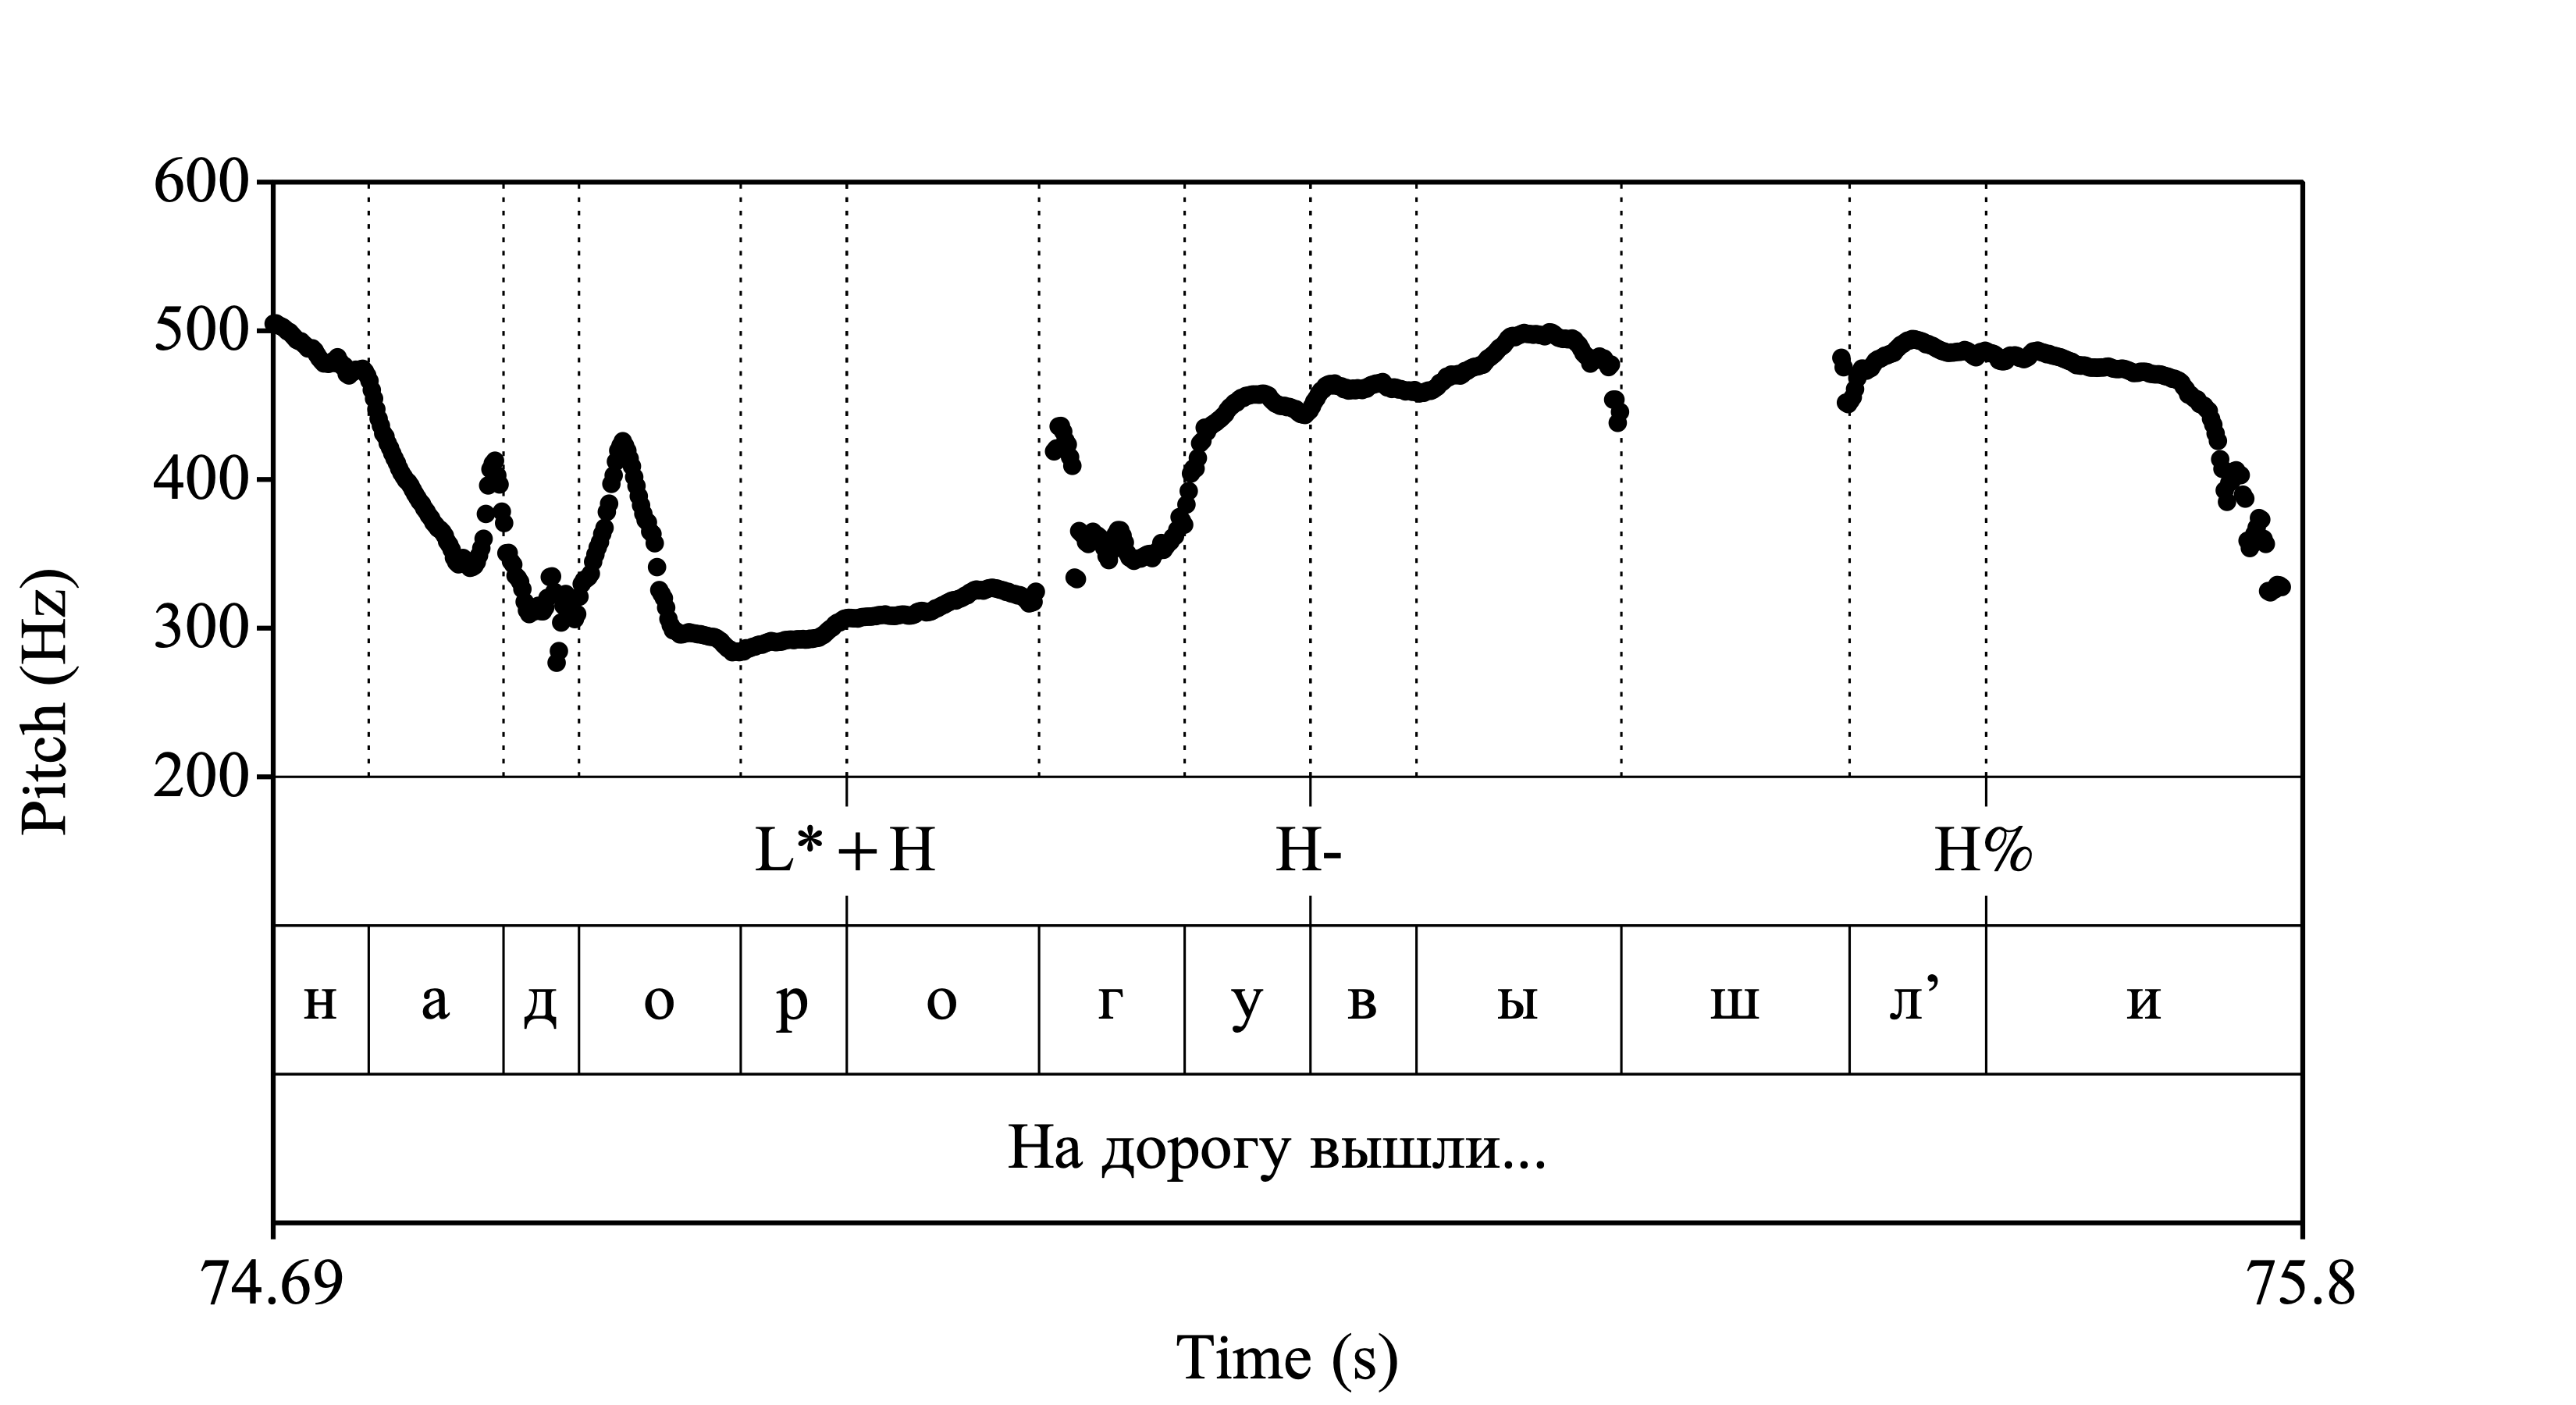 600
500
400
300
200
Pitch (Hz)
L*+H H- H%
н а д о р о г у в ы ш л’ и
На дорогу вышли...
74.69 75.8
Time (s)